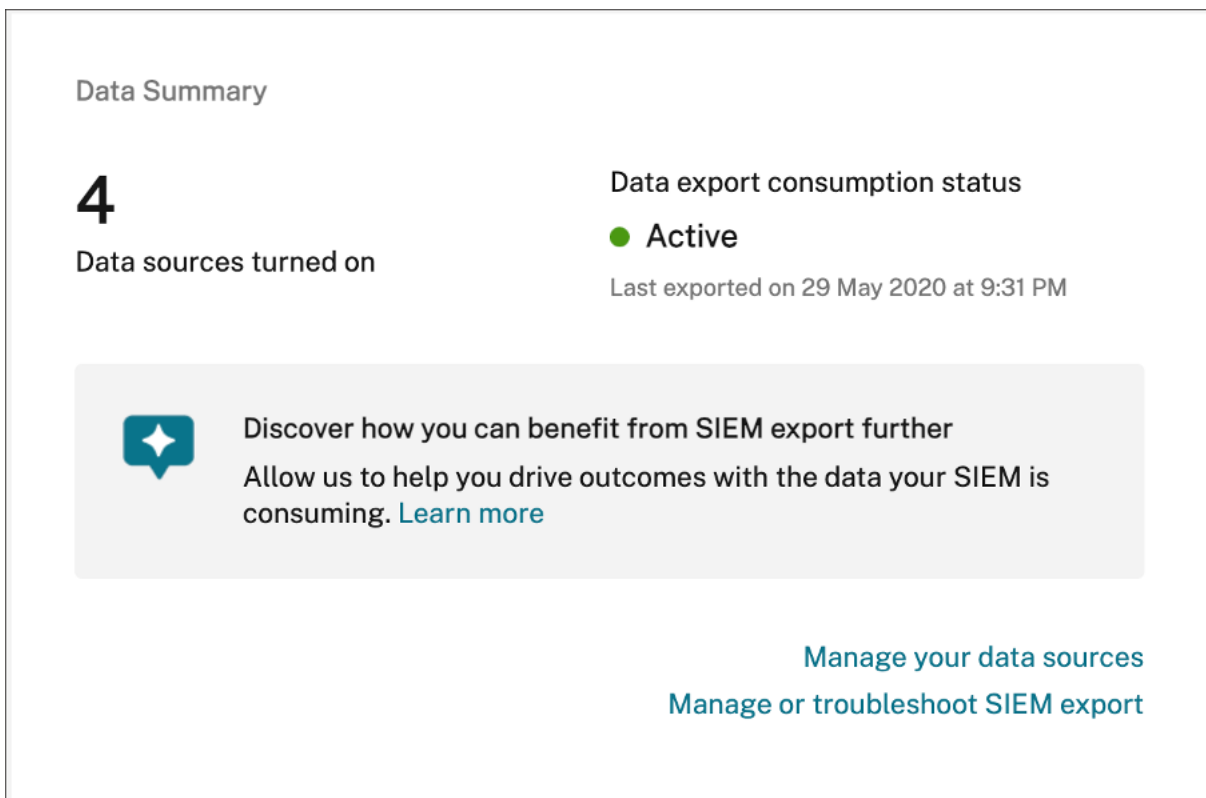 Data Summary
4
Data sources turned on
Data export consumption status
Active
Last exported on 29 May 2020 at 9:31 PM
Discover how you can benefit from SIEM export further
Allow us to help you drive outcomes with the data your SIEM is
consuming. Learn more
Manage your data sources
Manage or troubleshoot SIEM export